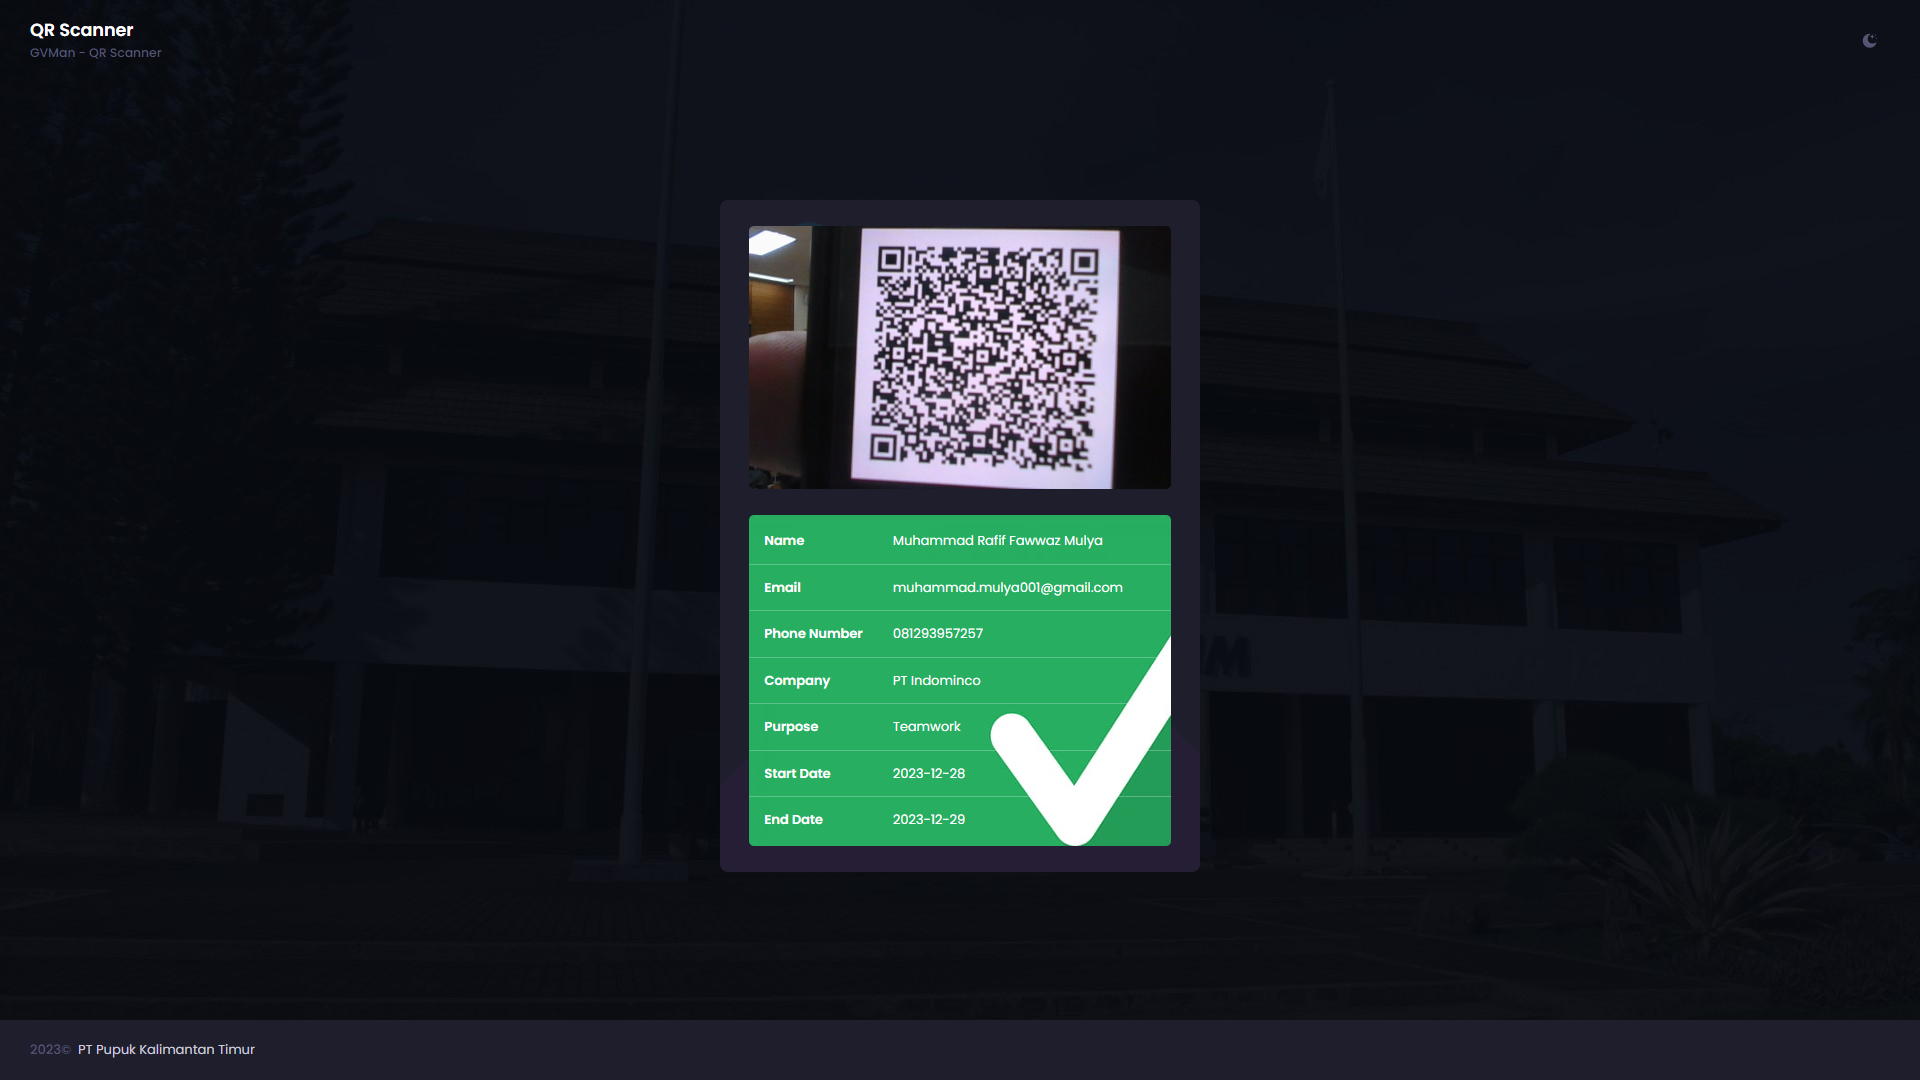 QR Scanner
GVMan - QR Scanner
Name Muhammad Rafif Fawwaz Mulya
Email muhammad.mulya001@gmail.com
Phone Number 081293957257
Company PT Indominco
Purpose Teamwork
Start Date 2023-12-28
End Date 2023-12-29
2023© PT Pupuk Kalimantan Timur